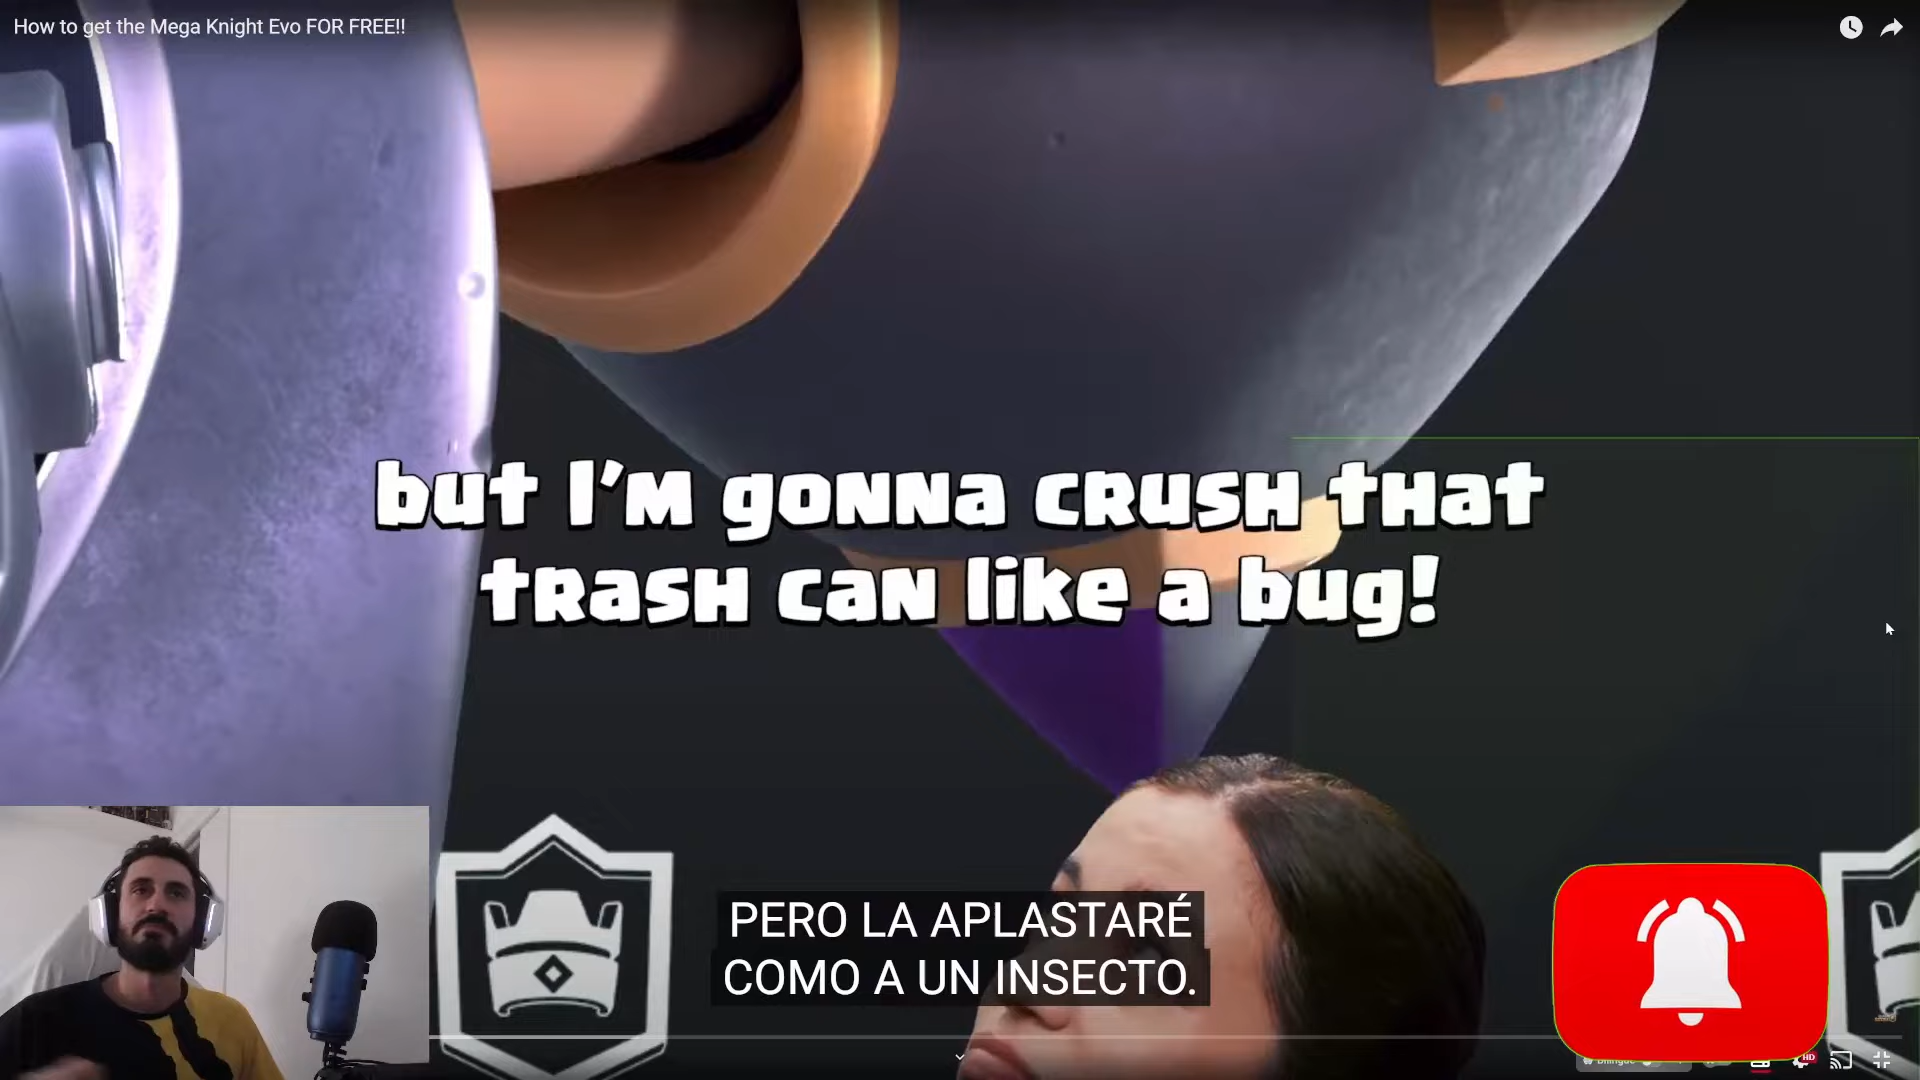 How to get the Mega Knight Evo FOR FREE!!
but I'm gonna crush that
trash can like a bug!
PERO LA APLASTARÉ
COMO A UN INSECTO.
HD